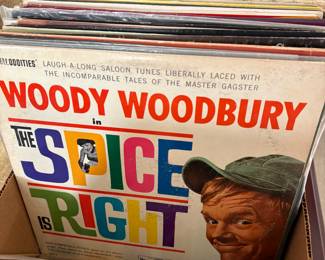 ODDITIES' LAUGH-A-LONG SALOON TUNES, LIBERALLY LACED WITH
THE INCOMPARABLE TALES OF THE MASTER GAGSTER
WOODY WOODBURY
in
THE
SPICE
IS
RIGHT